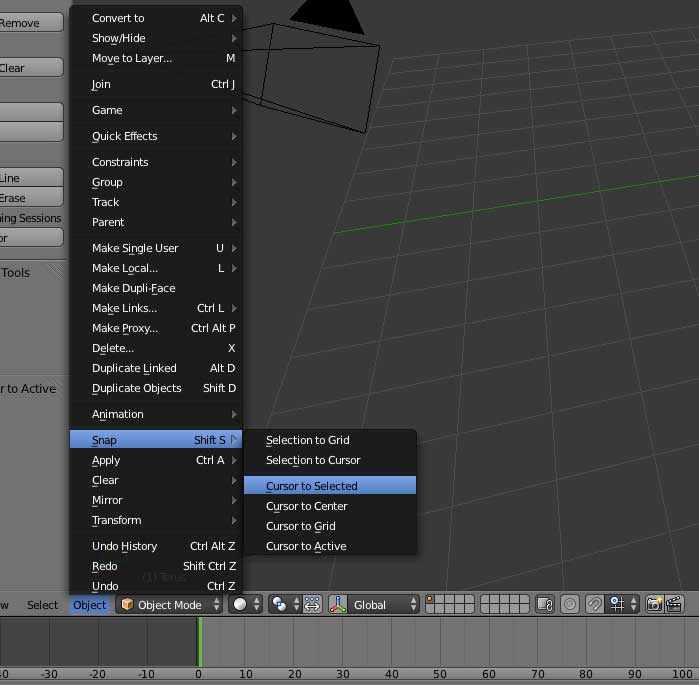 Remove
Clear
Line
Erase
ing Sessions
or
Tools
r to Active
Convert to Alt C
Show/Hide
Move to Layer... M
Join Ctrl J
Game
Quick Effects
Constraints
Group
Track
Parent
Make Single User U
Make Local... L
Make Dupli-Face
Make Links... Ctrl L
Make Proxy... Ctrl Alt P
Delete... X
Duplicate Linked Alt D
Duplicate Objects Shift D
Animation
Snap Shift S
Apply Ctrl A
Clear
Mirror
Transform
Undo History Ctrl Alt Z
Redo Shift Ctrl Z
(1) Torus
Undo Ctrl Z
Selection to Grid
Selection to Cursor
Cursor to Selected
Cursor to Center
Cursor to Grid
Cursor to Active
w Select Object Object Mode Global
40 -30 -20 -10 0 10 20 30 40 50 60 70 80 90 100